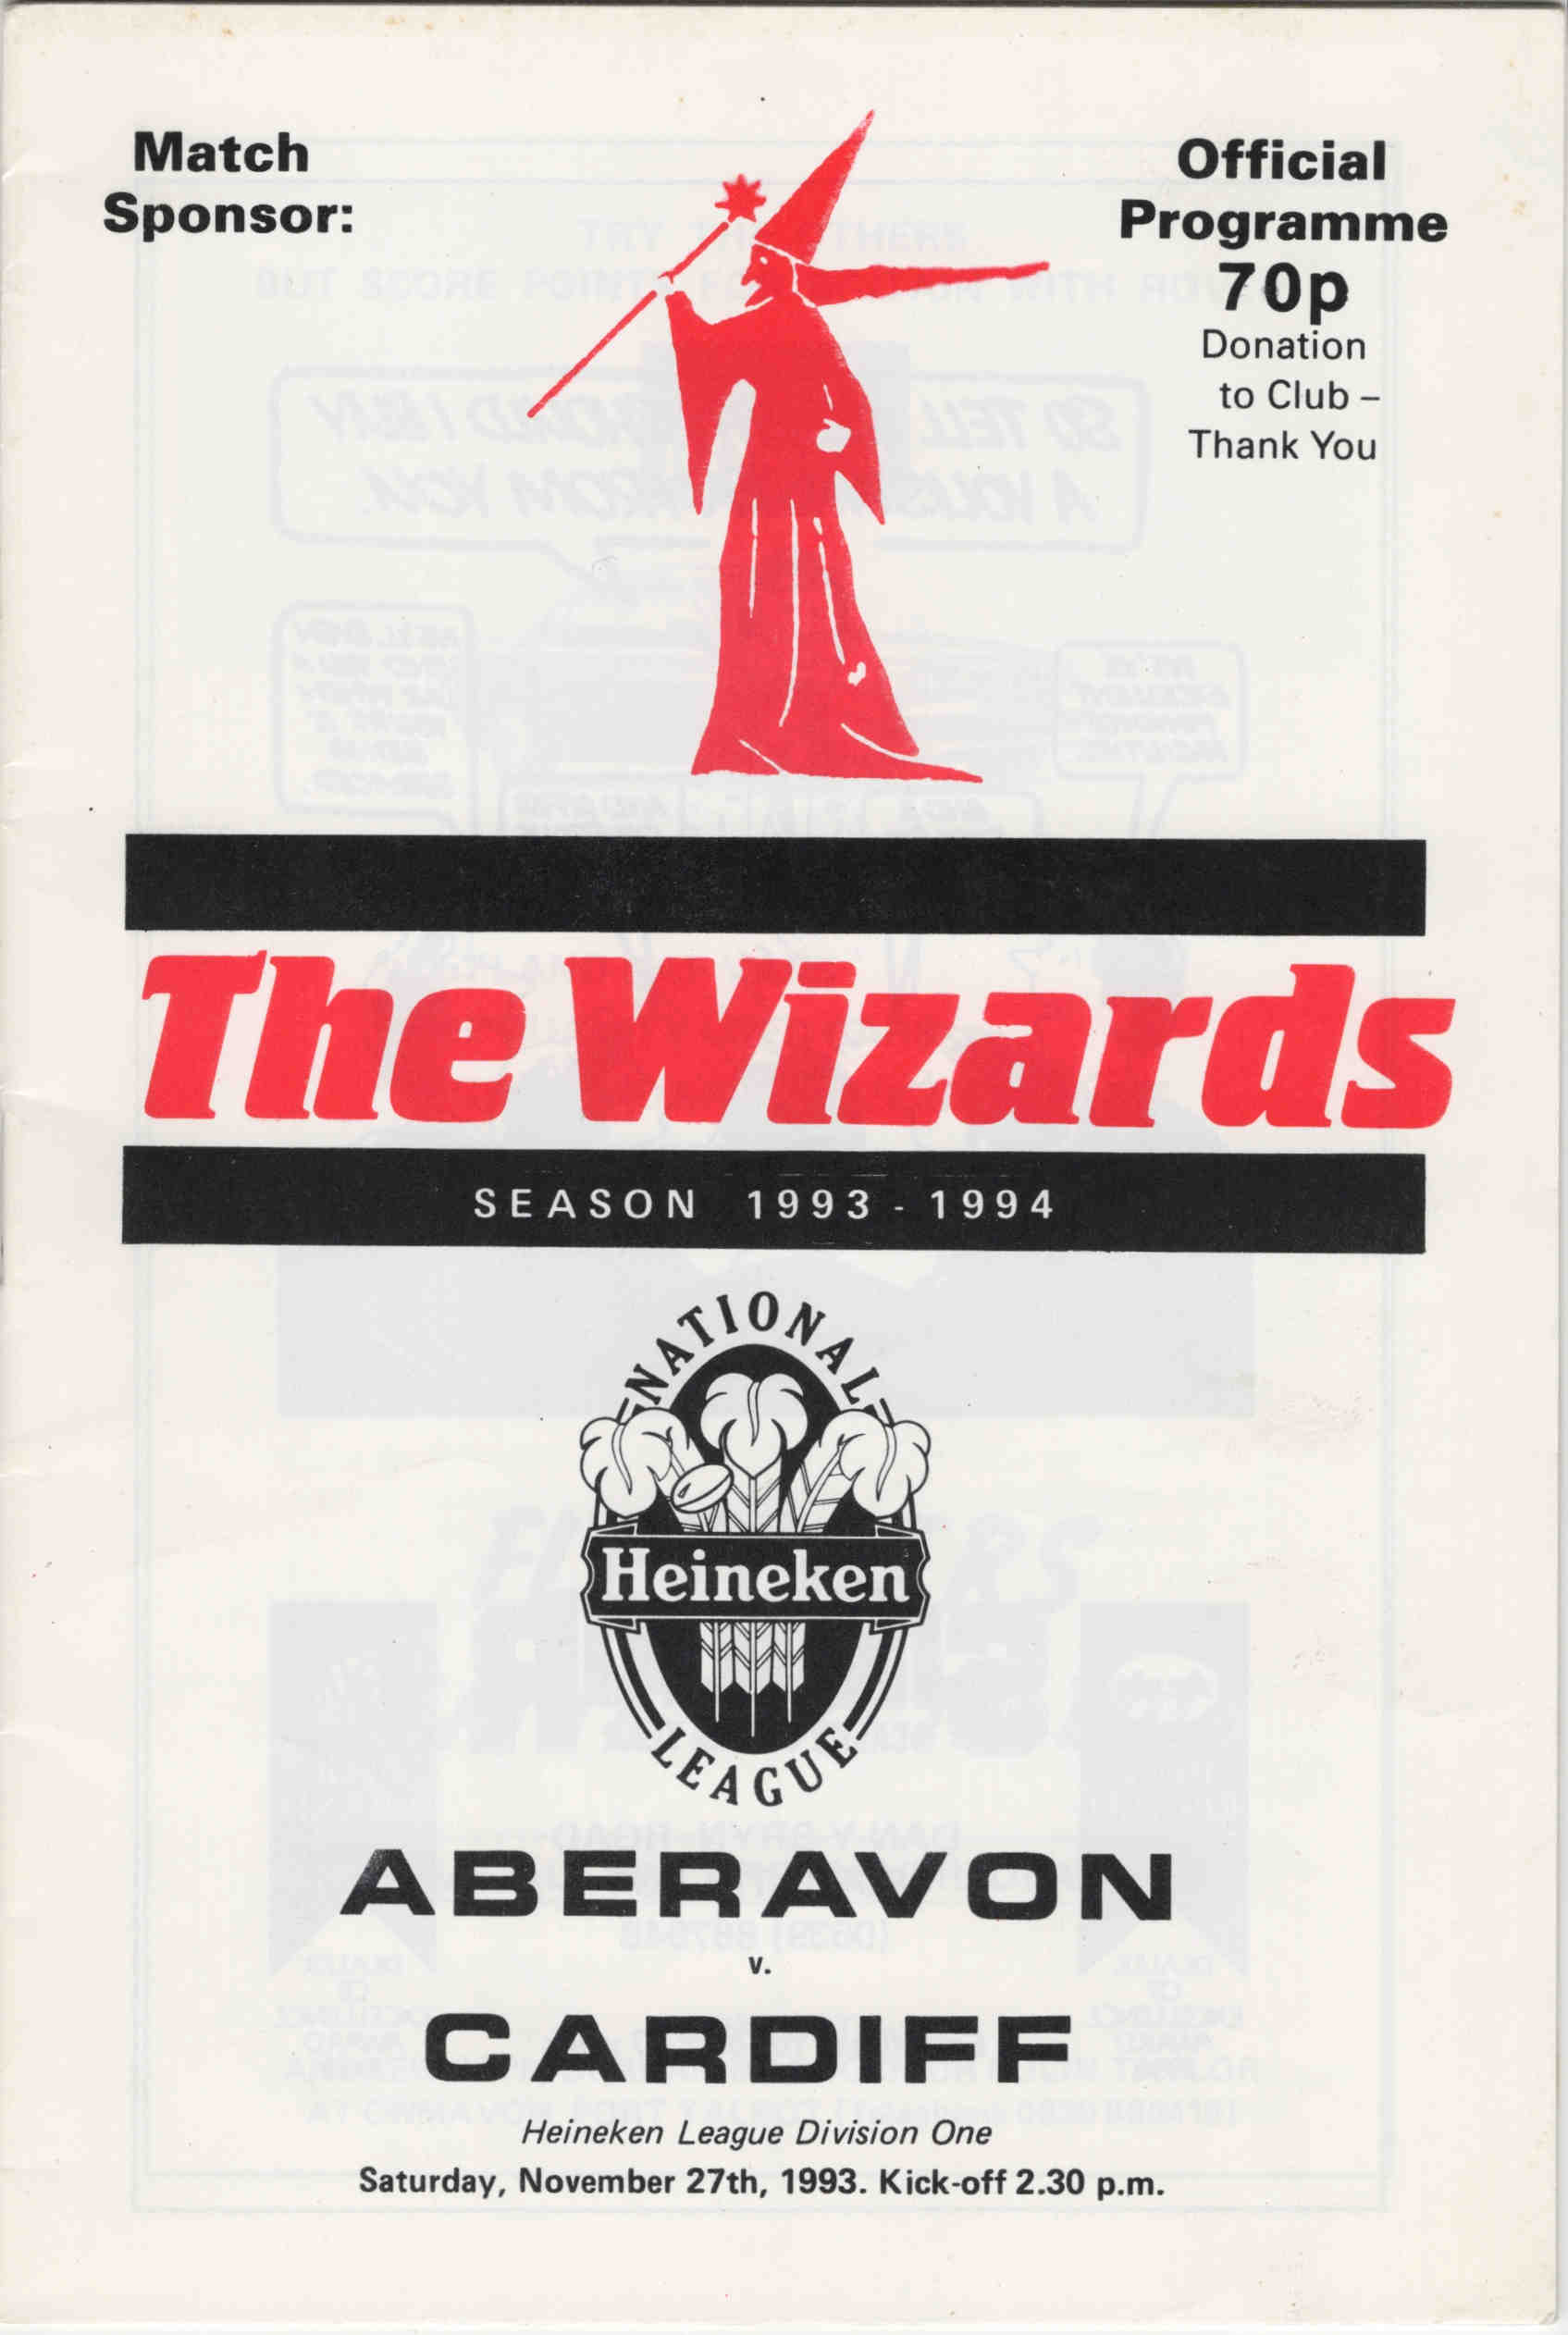 Match
Sponsor:
Official
Programme
70p
Donation
to Club –
Thank You
The Wizards
SEASON 1993 - 1994
NATIONAL
Heineken
LEAGUE
ABERAVON
v.
CARDIFF
Heineken League Division One
Saturday, November 27th, 1993. Kick-off 2.30 p.m.